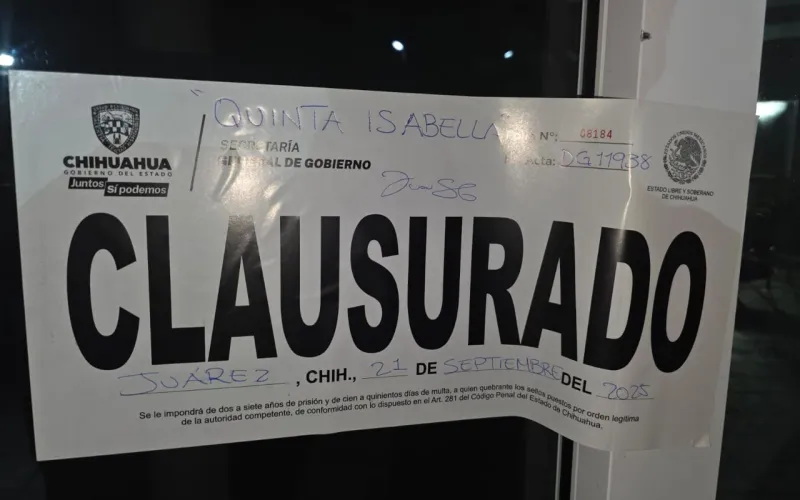 "QUINTA ISABELLA"
CHIHUAHUA
GOBIERNO DEL ESTADO
Juntos Sí podemos
SECRETARÍA
GENERAL DE GOBIERNO
Nº: 08184
Acta: DG11938
ESTADO LIBRE Y SOBERANO
DE CHIHUAHUA
CLAUSURADO
JUÁREZ, CHIH., 21 DE SEPTIEMBRE DEL 2025
Se le impondrá de dos a siete años de prisión y de cien a quinientos días de multa, a quien quebrante los sellos puestos por orden legítima
de la autoridad competente, de conformidad con lo dispuesto en el Art. 281 del Código Penal del Estado de Chihuahua.